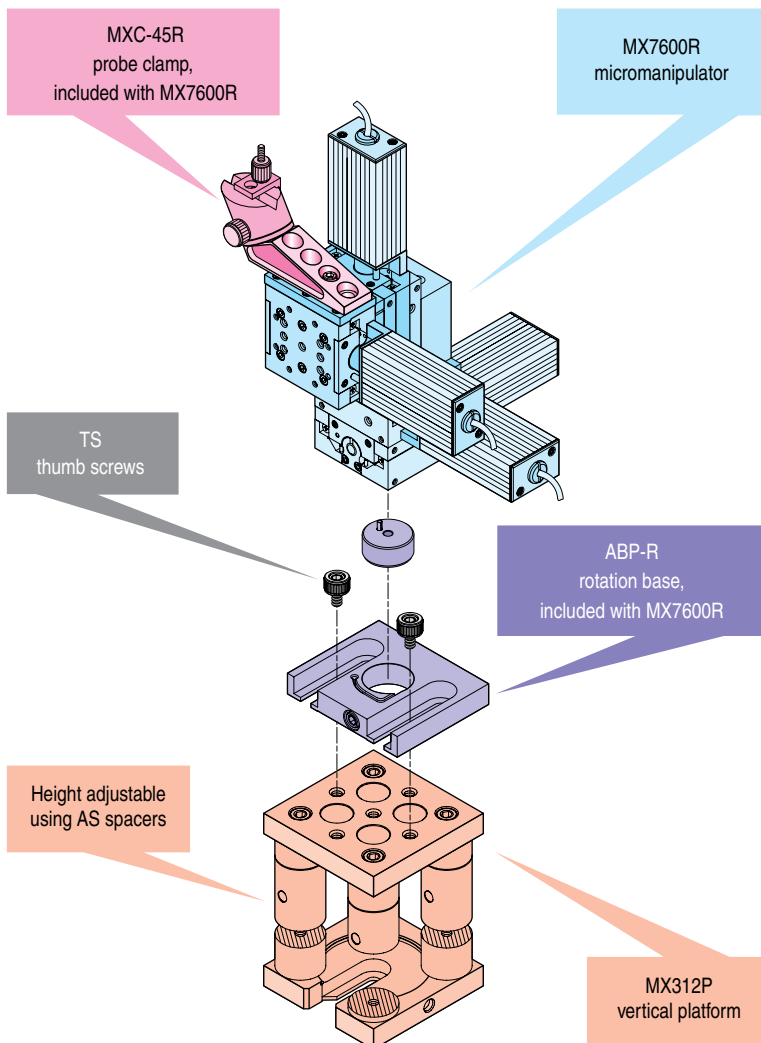 MXC-45R
probe clamp,
included with MX7600R
MX7600R
micromanipulator
TS
thumb screws
ABP-R
rotation base,
included with MX7600R
Height adjustable
using AS spacers
MX312P
vertical platform